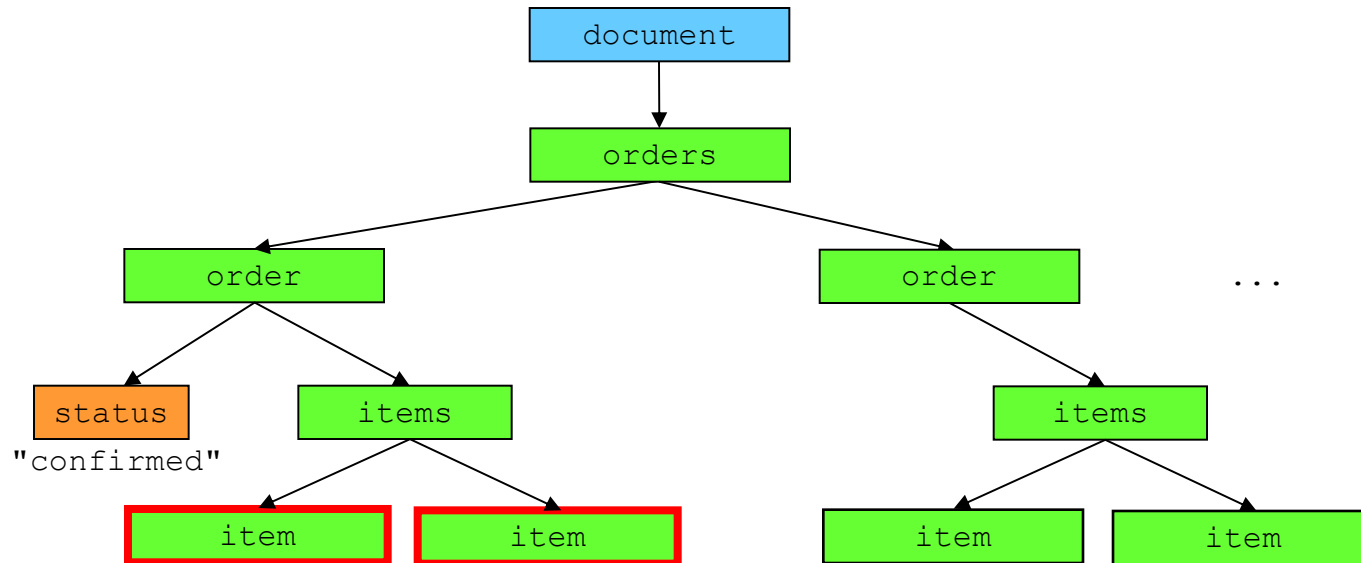 document
orders
order order ...
status items items
"confirmed"
item item item item